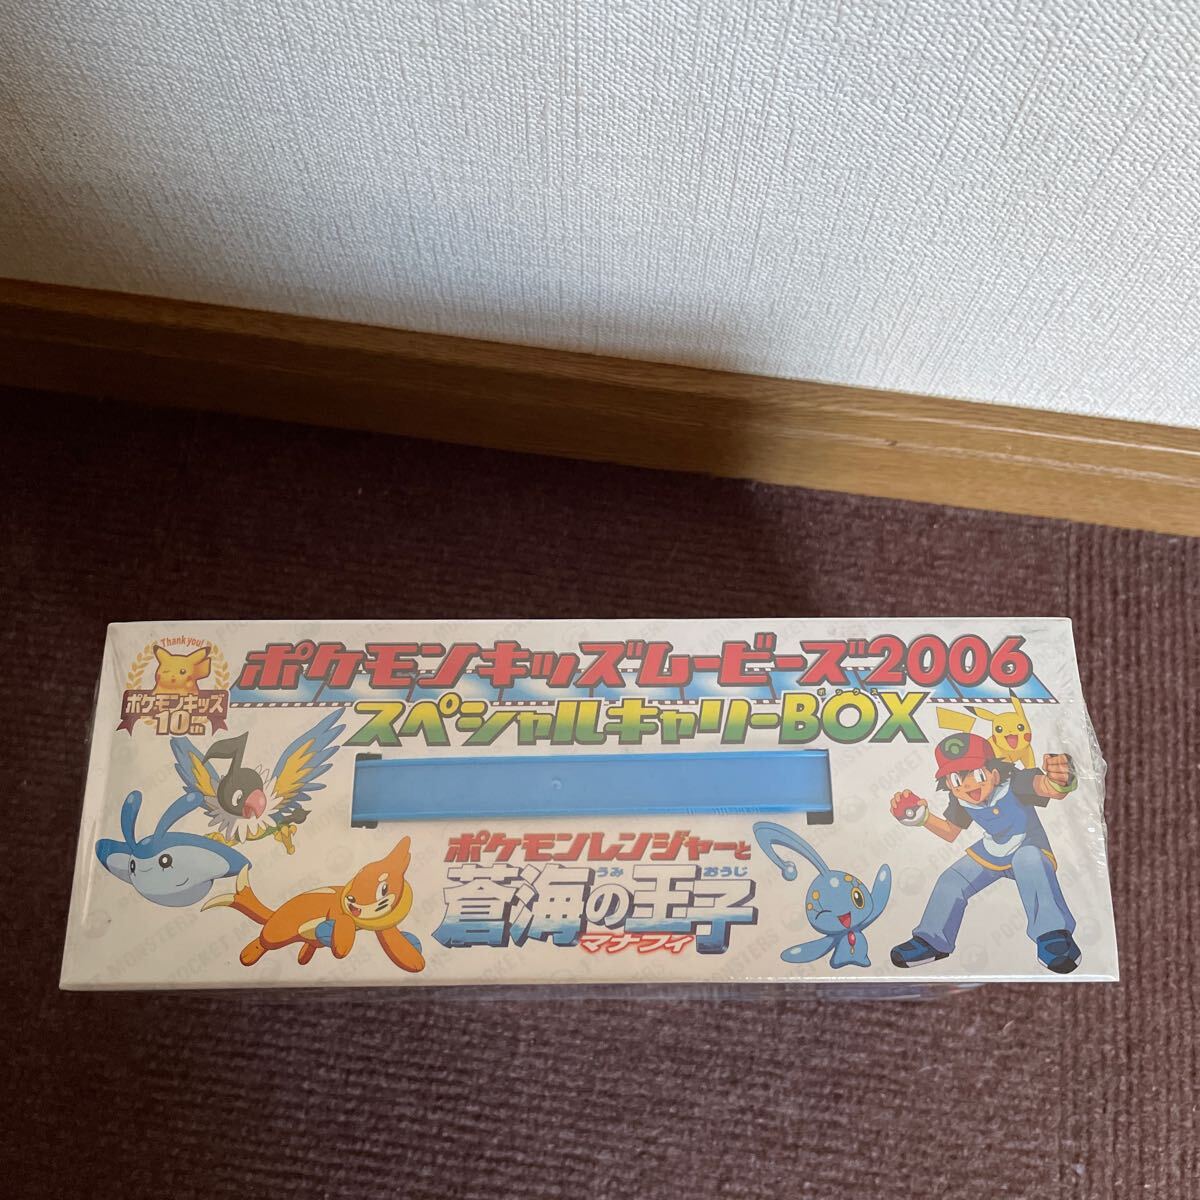 Thank you!
ポケモンキッズ
10th
ポケモンキッズムービーズ2006
ボックス
スペシャルキャリーBOX
ポケモンレンジャーと
うみ おうじ
蒼海の王子
マナフィ
POCKET MONSTERS